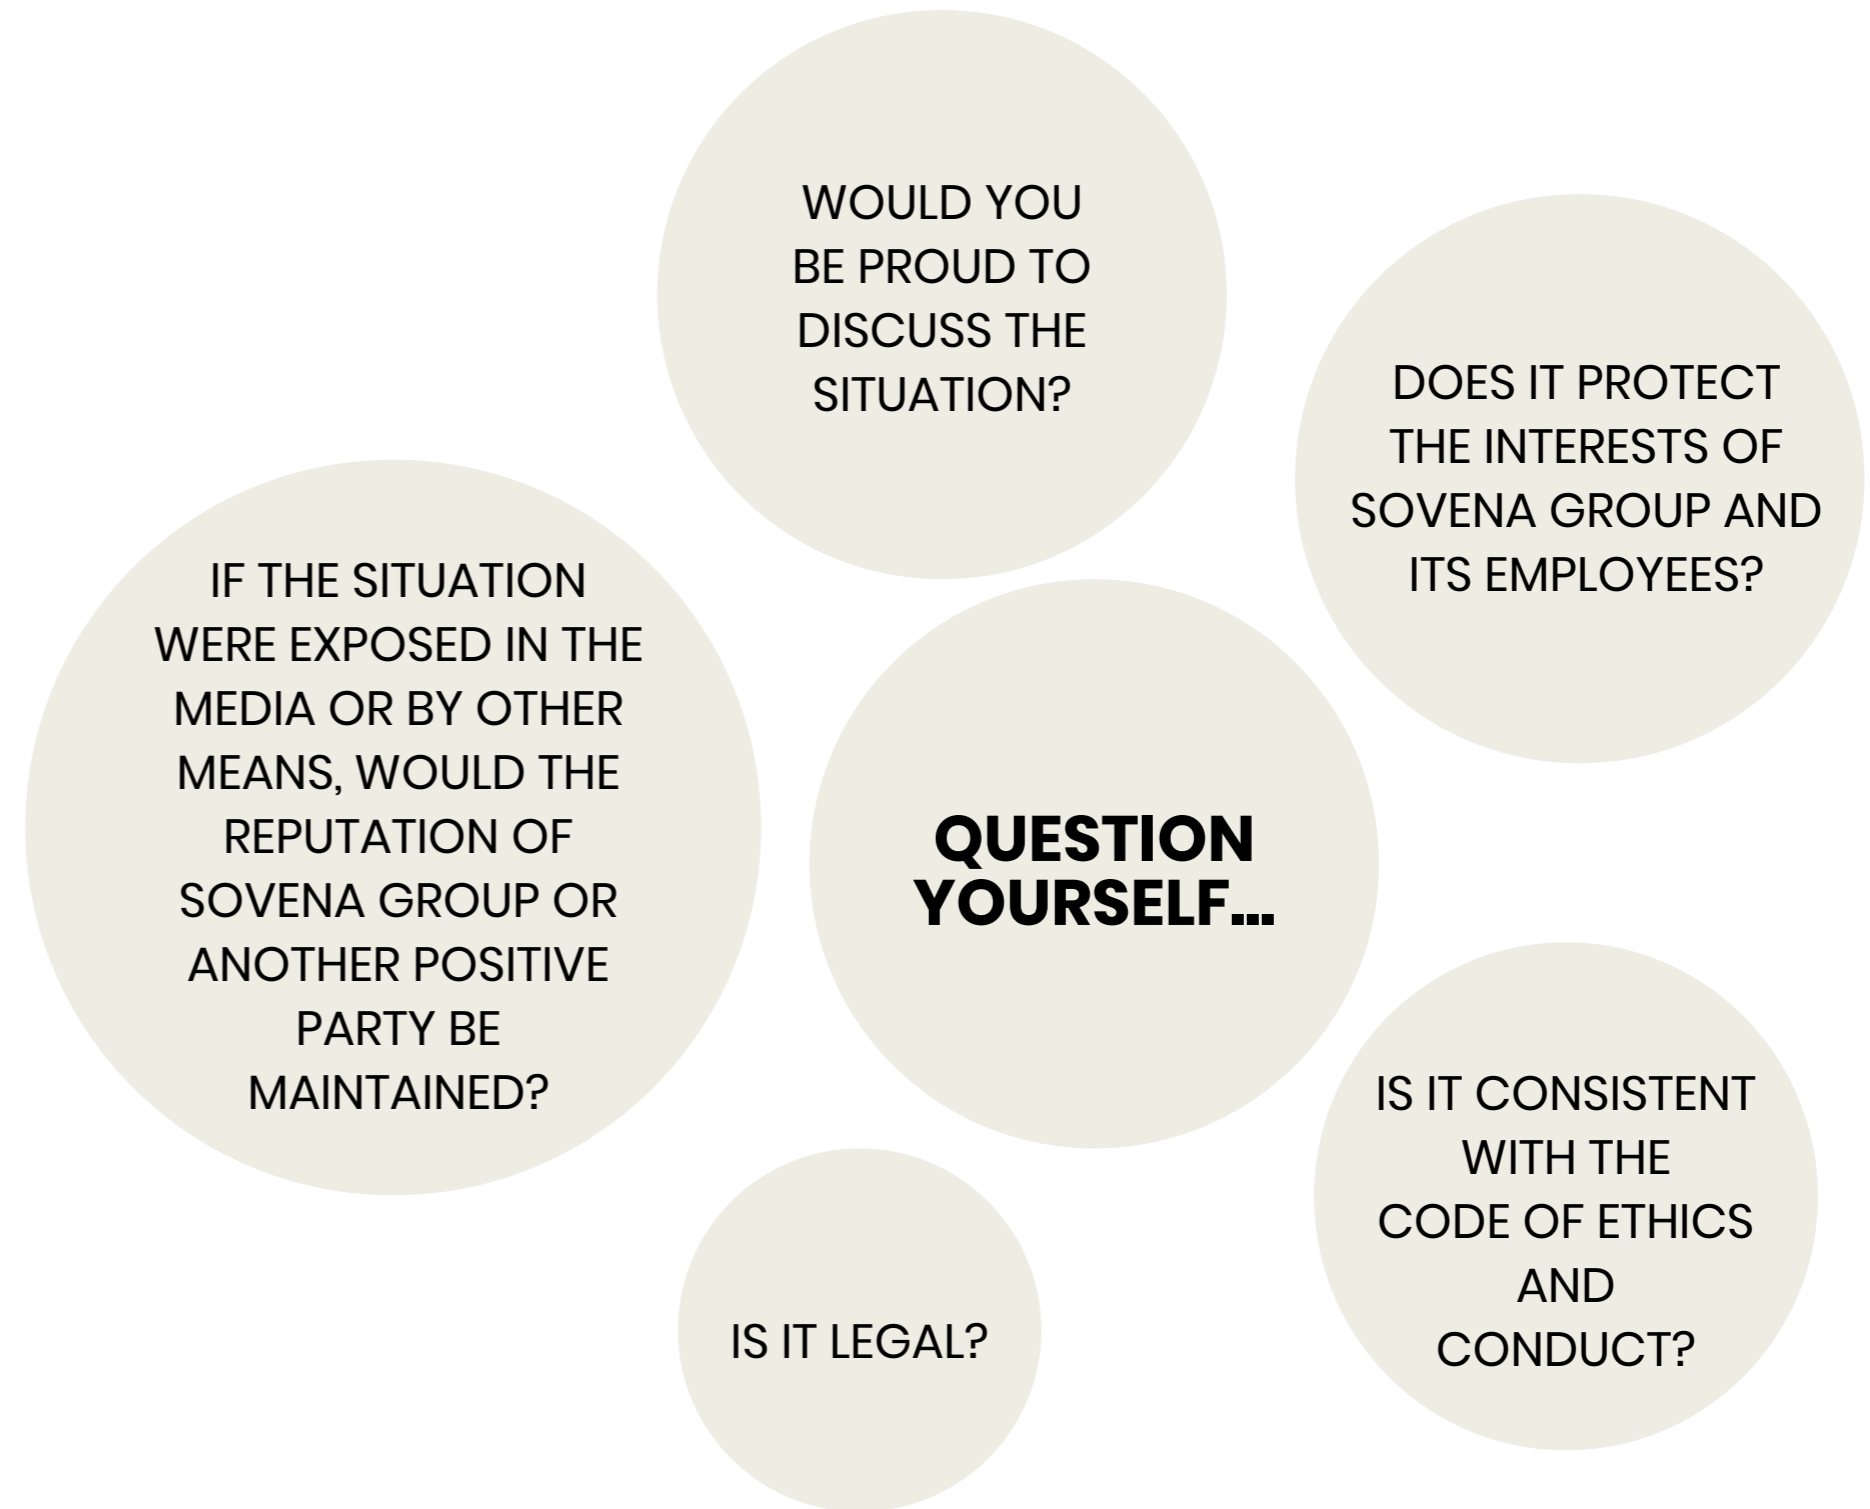 WOULD YOU
BE PROUD TO
DISCUSS THE
SITUATION?
DOES IT PROTECT
THE INTERESTS OF
SOVENA GROUP AND
ITS EMPLOYEES?
IF THE SITUATION
WERE EXPOSED IN THE
MEDIA OR BY OTHER
MEANS, WOULD THE
REPUTATION OF
SOVENA GROUP OR
ANOTHER POSITIVE
PARTY BE
MAINTAINED?
QUESTION
YOURSELF...
IS IT CONSISTENT
WITH THE
CODE OF ETHICS
AND
CONDUCT?
IS IT LEGAL?